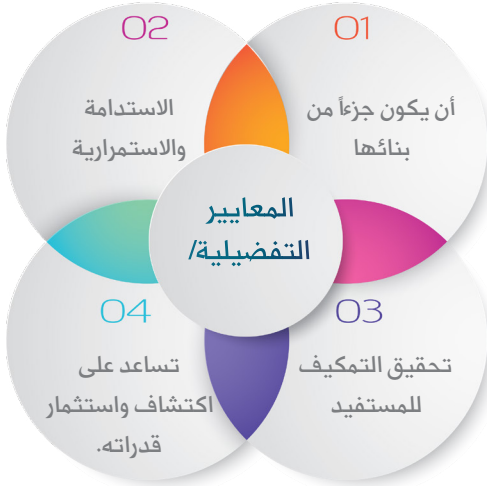 المعايير
التفضيلية/
01
أن يكون جزءاً من
بنائها
02
الاستدامة
والاستمرارية
03
تحقيق التمكيف
للمستفيد
04
تساعد على
اكتشاف واستثمار
قدراته.